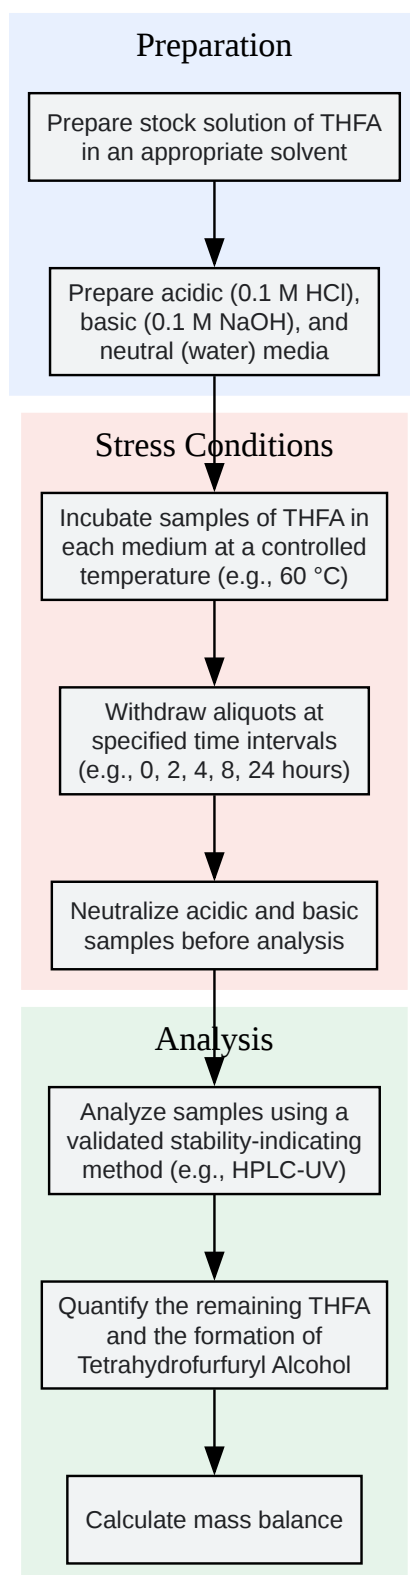 Preparation
Prepare stock solution of THFA
in an appropriate solvent
Prepare acidic (0.1 M HCl),
basic (0.1 M NaOH), and
neutral (water) media
Stress Conditions
Incubate samples of THFA in
each medium at a controlled
temperature (e.g., 60 °C)
Withdraw aliquots at
specified time intervals
(e.g., 0, 2, 4, 8, 24 hours)
Neutralize acidic and basic
samples before analysis
Analysis
Analyze samples using a
validated stability-indicating
method (e.g., HPLC-UV)
Quantify the remaining THFA
and the formation of
Tetrahydrofurfuryl Alcohol
Calculate mass balance